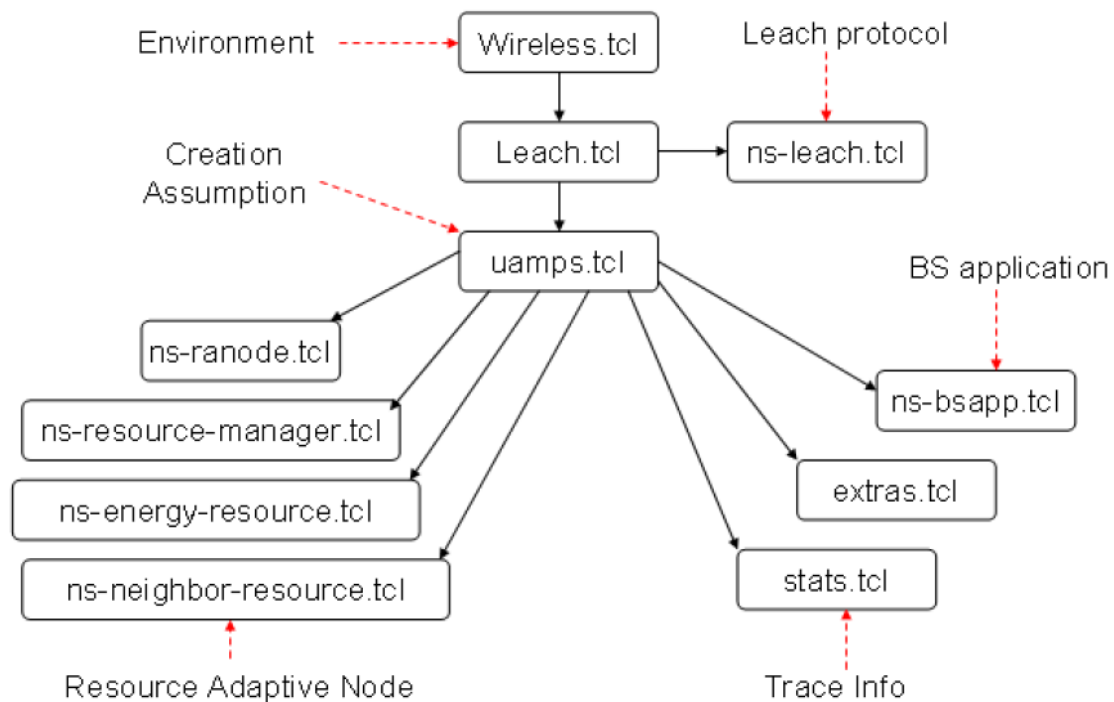 Environment
Wireless.tcl
Leach protocol
Creation
Assumption
Leach.tcl
ns-leach.tcl
uamps.tcl
BS application
ns-ranode.tcl
ns-bsapp.tcl
ns-resource-manager.tcl
extras.tcl
ns-energy-resource.tcl
ns-neighbor-resource.tcl
stats.tcl
Resource Adaptive Node
Trace Info